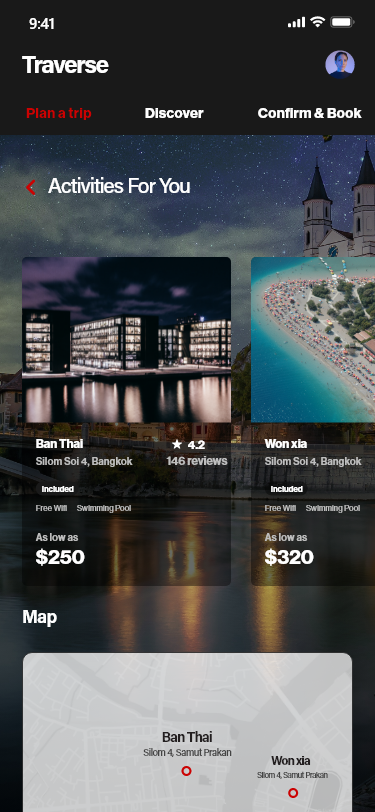 9:41
Traverse
Plan a trip
Discover
Confirm & Book
Activities For You
Ban Thai
★ 4.2
Silom Soi 4, Bangkok
146 reviews
Included
Free Wifi
Swimming Pool
As low as
$250
Won xia
Silom Soi 4, Bangkok
Included
Free Wifi
Swimming Pool
As low as
$320
Map
Ban Thai
Silom 4, Samut Prakan
Won xia
Silom 4, Samut Prakan